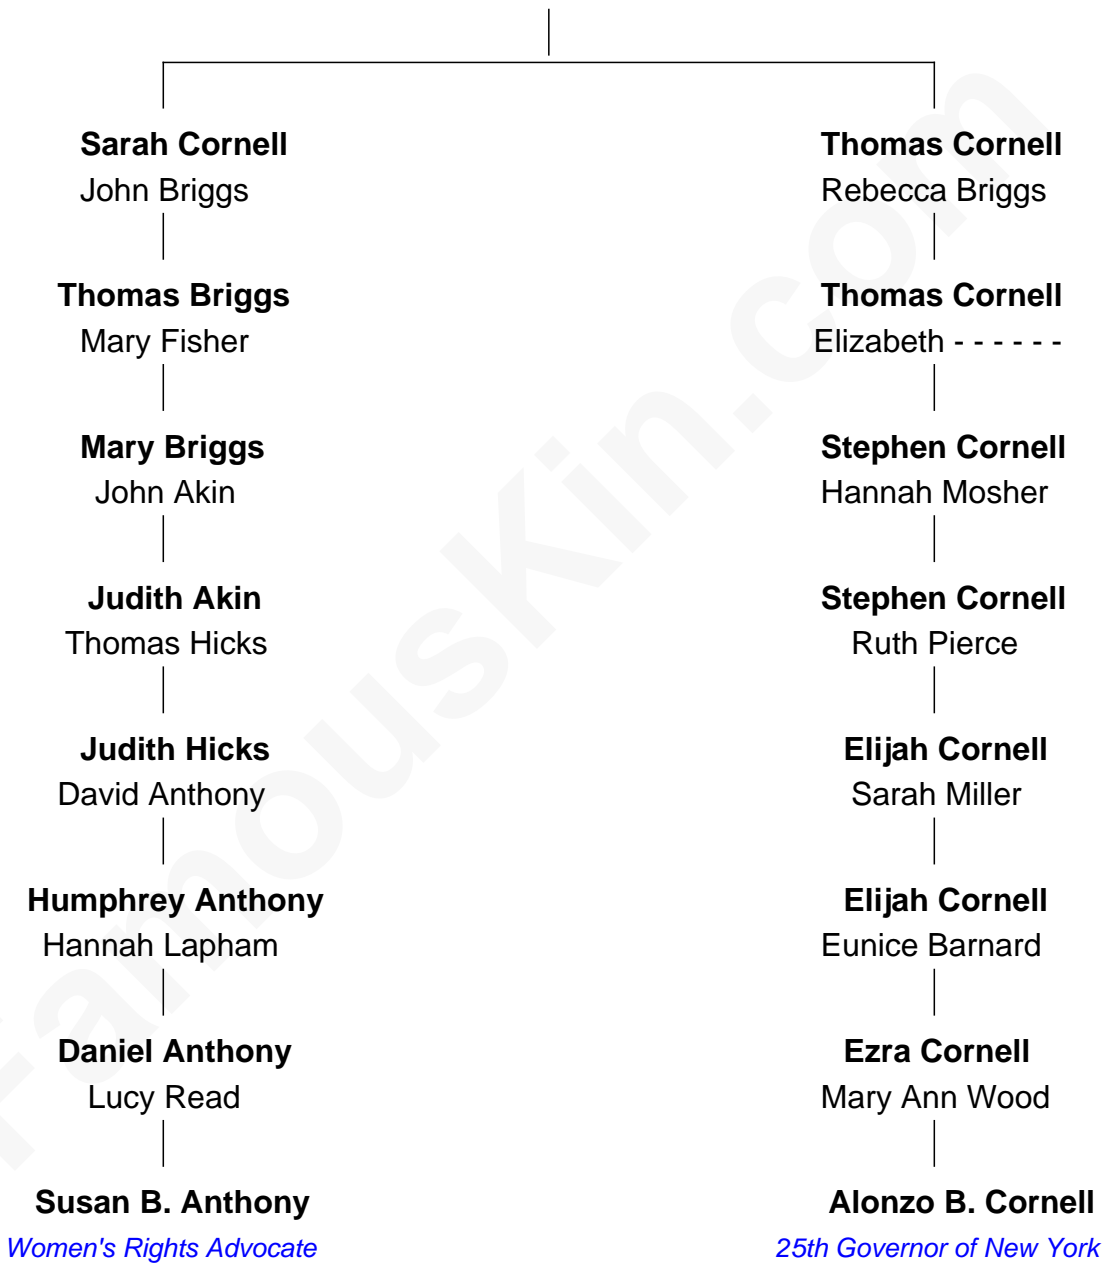 Sarah Cornell
John Briggs
Thomas Cornell
Rebecca Briggs
Thomas Briggs
Mary Fisher
Thomas Cornell
Elizabeth - - - - - -
Mary Briggs
John Akin
Stephen Cornell
Hannah Mosher
Judith Akin
Thomas Hicks
Stephen Cornell
Ruth Pierce
Judith Hicks
David Anthony
Elijah Cornell
Sarah Miller
Humphrey Anthony
Hannah Lapham
Elijah Cornell
Eunice Barnard
Daniel Anthony
Lucy Read
Ezra Cornell
Mary Ann Wood
Susan B. Anthony
Women's Rights Advocate
Alonzo B. Cornell
25th Governor of New York
FamousKin.com